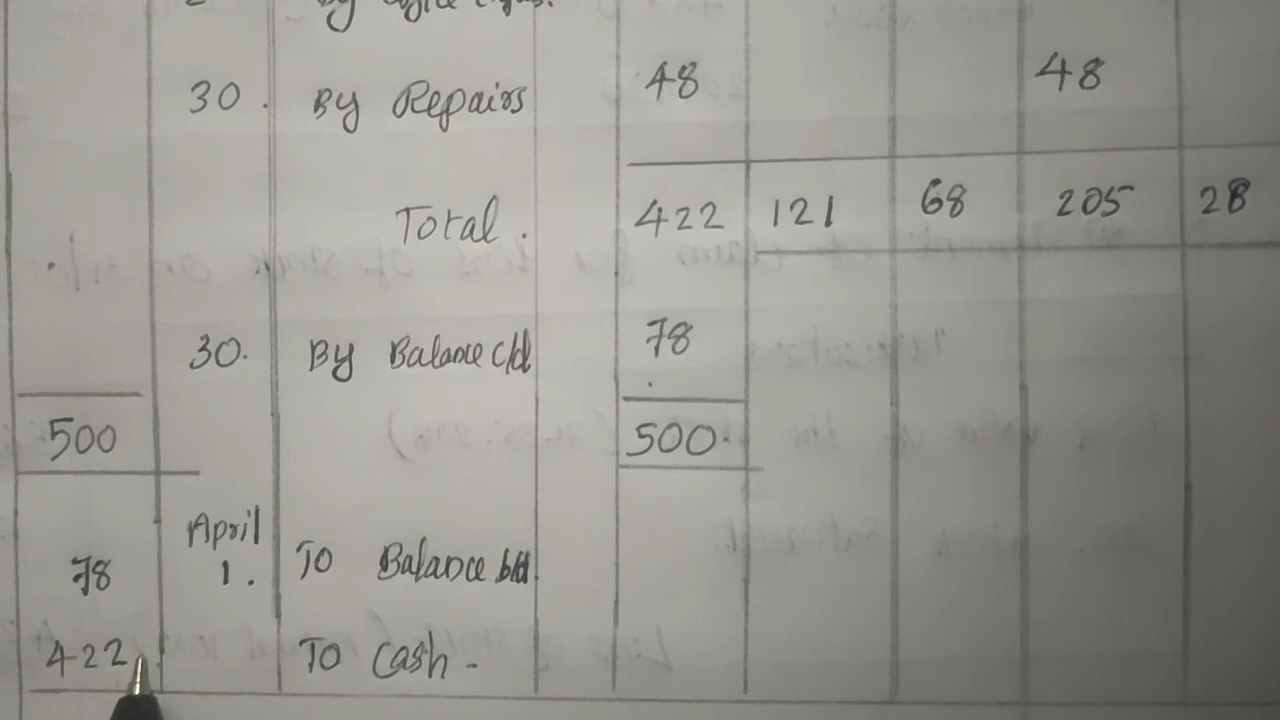 30. By Repairs 48 48
Total. 422 121 68 205 28
30. By Balance c/d 78
500 500.
April
78 1. To Balance b/d
422 To Cash -